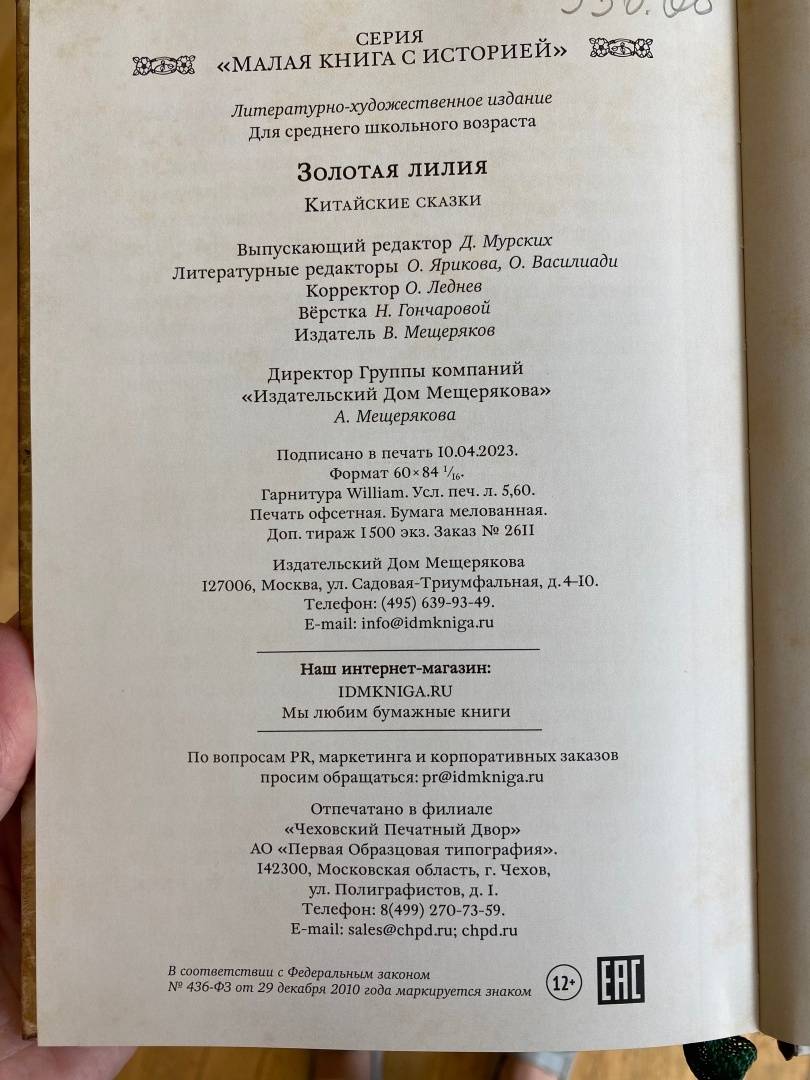 СЕРИЯ
«МАЛАЯ КНИГА С ИСТОРИЕЙ»
Литературно-художественное издание
Для среднего школьного возраста
ЗОЛОТАЯ ЛИЛИЯ
КИТАЙСКИЕ СКАЗКИ
Выпускающий редактор Д. Мурских
Литературные редакторы О. Ярикова, О. Василиади
Корректор О. Леднев
Вёрстка Н. Гончаровой
Издатель В. Мещеряков
Директор Группы компаний
«Издательский Дом Мещерякова»
А. Мещерякова
Подписано в печать 10.04.2023.
Формат 60×84 1/16.
Гарнитура William. Усл. печ. л. 5,60.
Печать офсетная. Бумага мелованная.
Доп. тираж 1500 экз. Заказ № 2611
Издательский Дом Мещерякова
127006, Москва, ул. Садовая-Триумфальная, д. 4–10.
Телефон: (495) 639-93-49.
E-mail: info@idmkniga.ru
Наш интернет-магазин:
IDMKNIGA.RU
Мы любим бумажные книги
По вопросам PR, маркетинга и корпоративных заказов
просим обращаться: pr@idmkniga.ru
Отпечатано в филиале
«Чеховский Печатный Двор»
АО «Первая Образцовая типография».
142300, Московская область, г. Чехов,
ул. Полиграфистов, д. 1.
Телефон: 8(499) 270-73-59.
E-mail: sales@chpd.ru; chpd.ru
В соответствии с Федеральным законом
№ 436-ФЗ от 29 декабря 2010 года маркируется знаком
12+
EAC